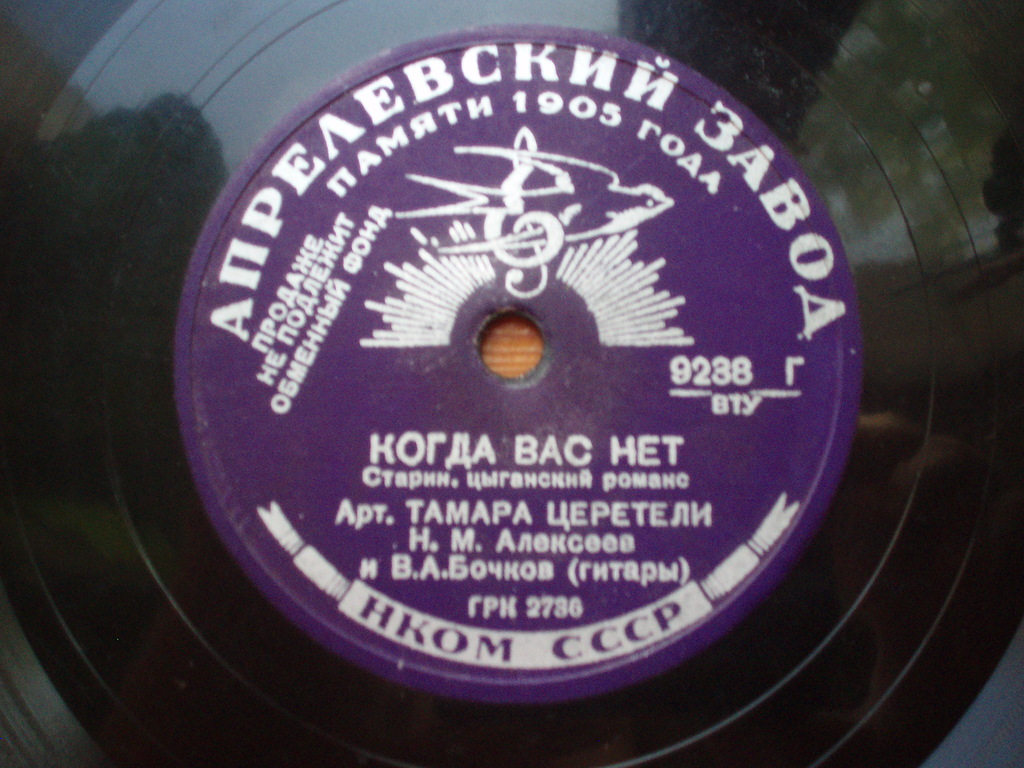 АПРЕЛЕВСКИЙ ЗАВОД
ПАМЯТИ 1905 ГОДА
ПРОДАЖЕ
НЕ ПОДЛЕЖИТ
ОБМЕННЫЙ ФОНД
9238 Г
ВТУ
КОГДА ВАС НЕТ
Старин. цыганский романс
Арт. ТАМАРА ЦЕРЕТЕЛИ
Н. М. Алексеев
и В.А.Бочков (гитары)
ГРК 2786
НКОМ СССР